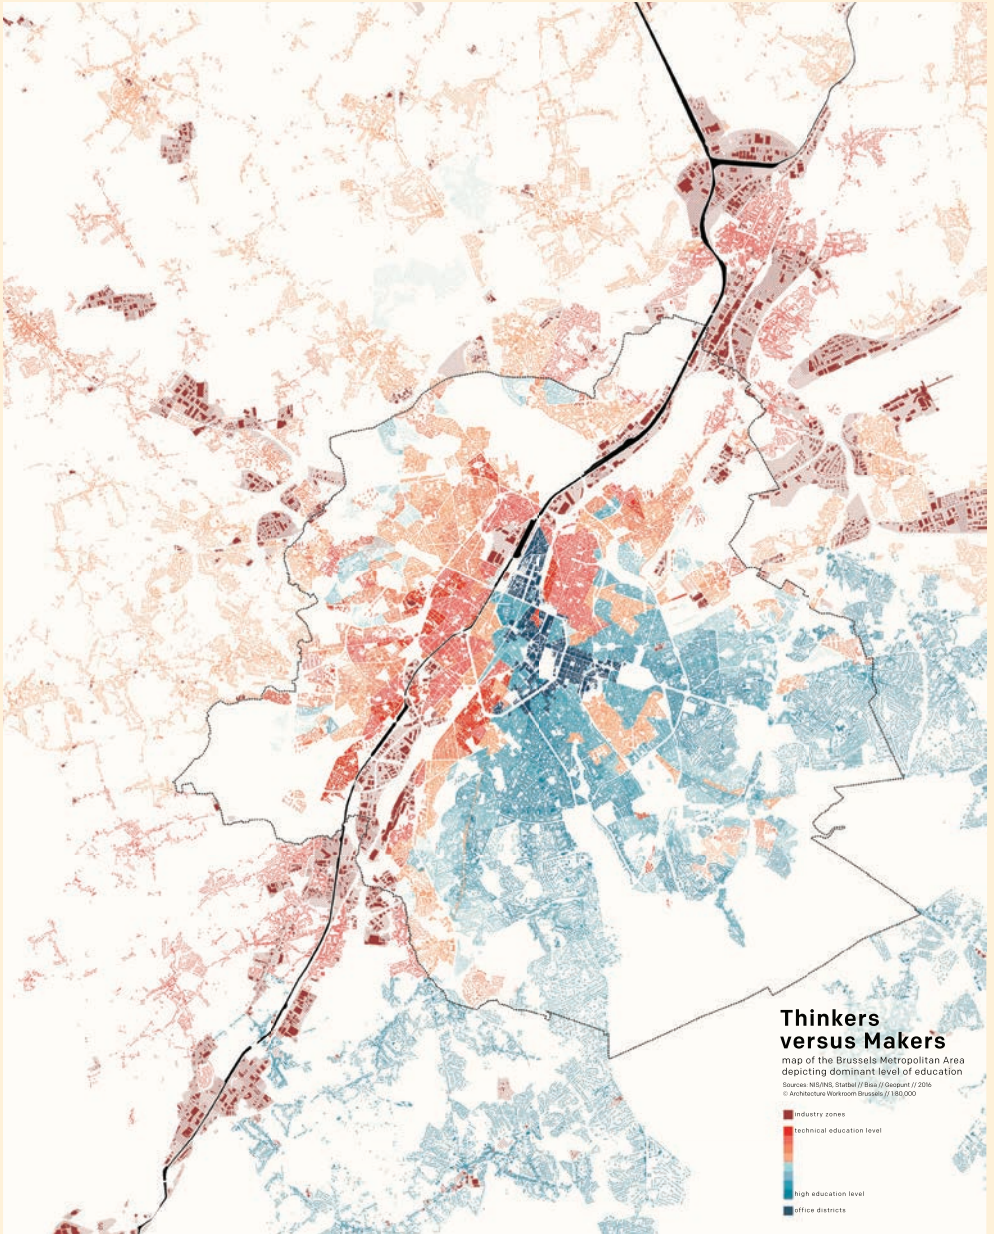 Thinkers
versus Makers
map of the Brussels Metropolitan Area
depicting dominant level of education
Sources: NIS/INS, Statbel // Bisa // Geopunt // 2016
© Architecture Workroom Brussels // 1:80,000
industry zones
technical education level
high education level
office districts